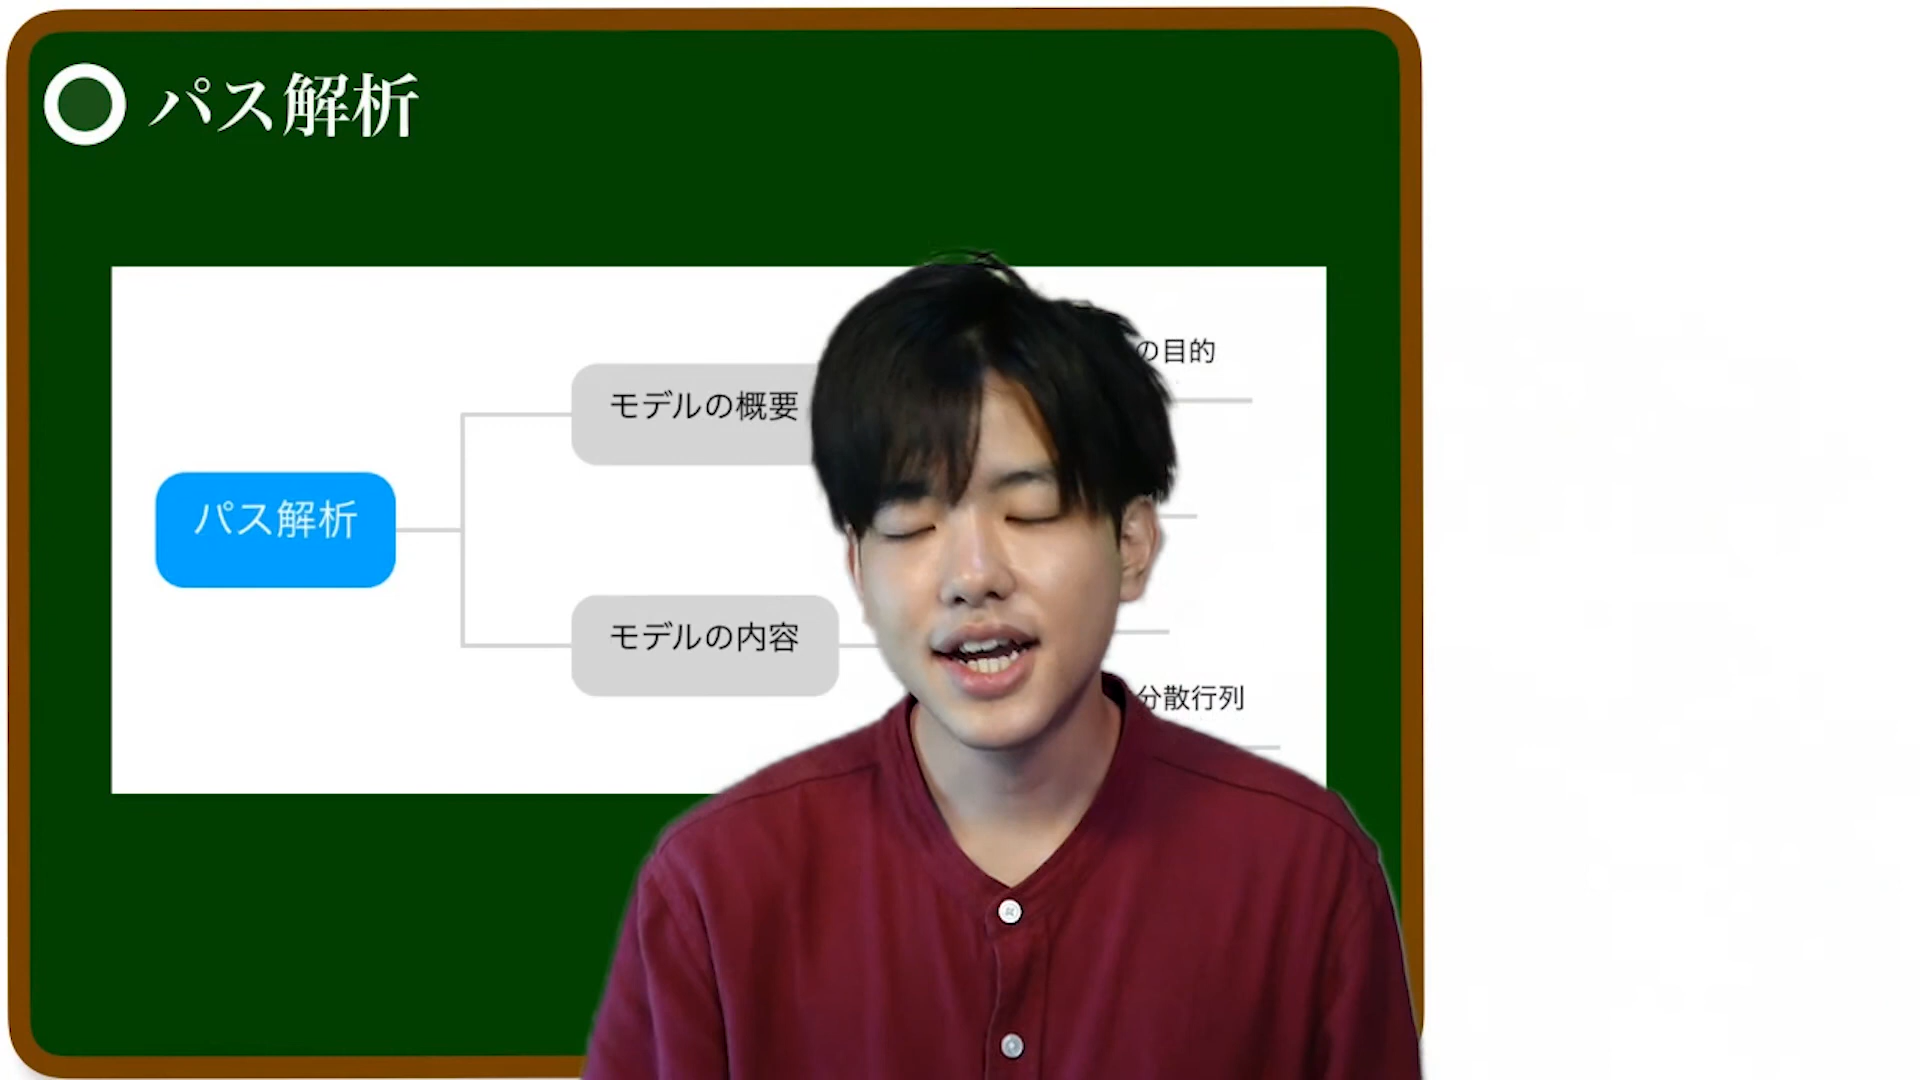 パス解析
モデルの概要
の目的
パス解析
モデルの内容
分散行列